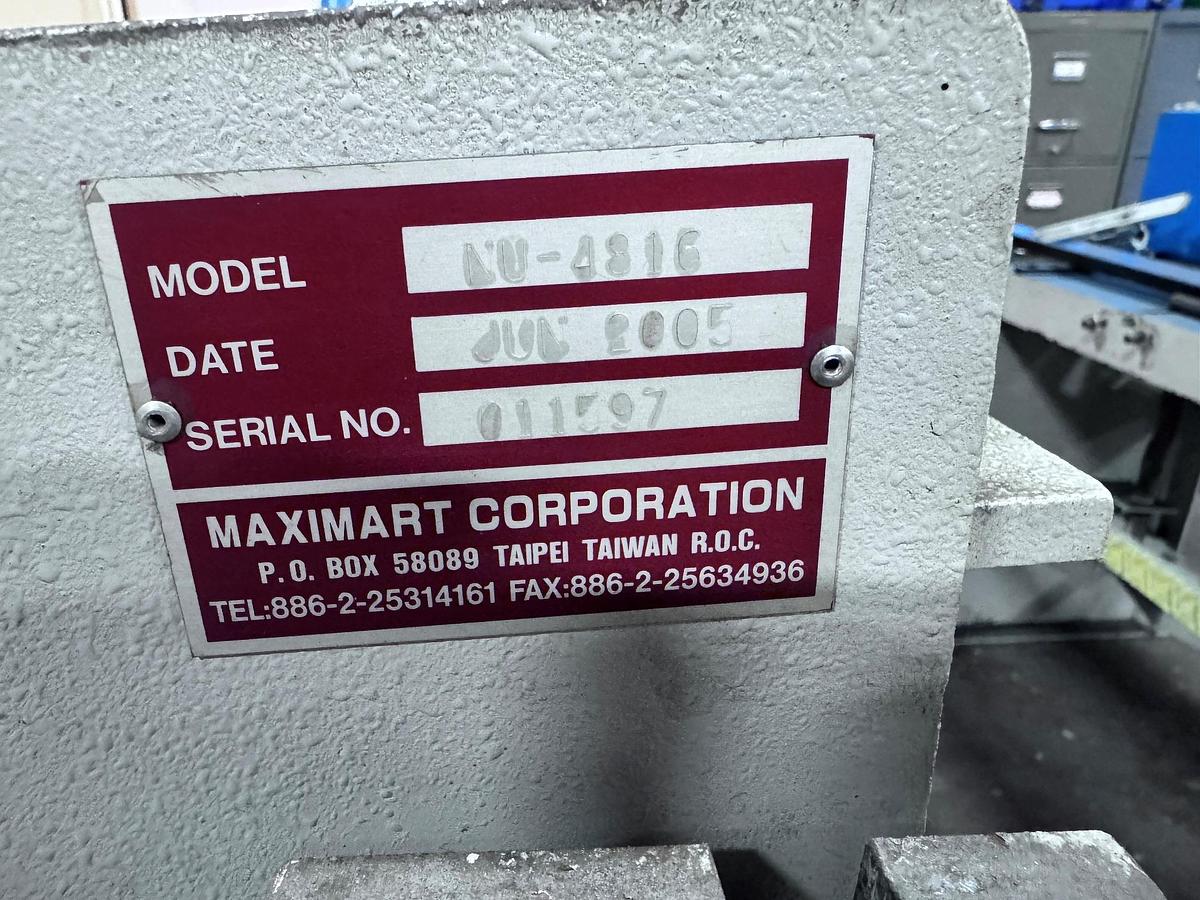 MODEL NU-4816
DATE JUN 2005
SERIAL NO. 011597
MAXIMART CORPORATION
P.O. BOX 58089 TAIPEI TAIWAN R.O.C.
TEL:886-2-25314161 FAX:886-2-25634936